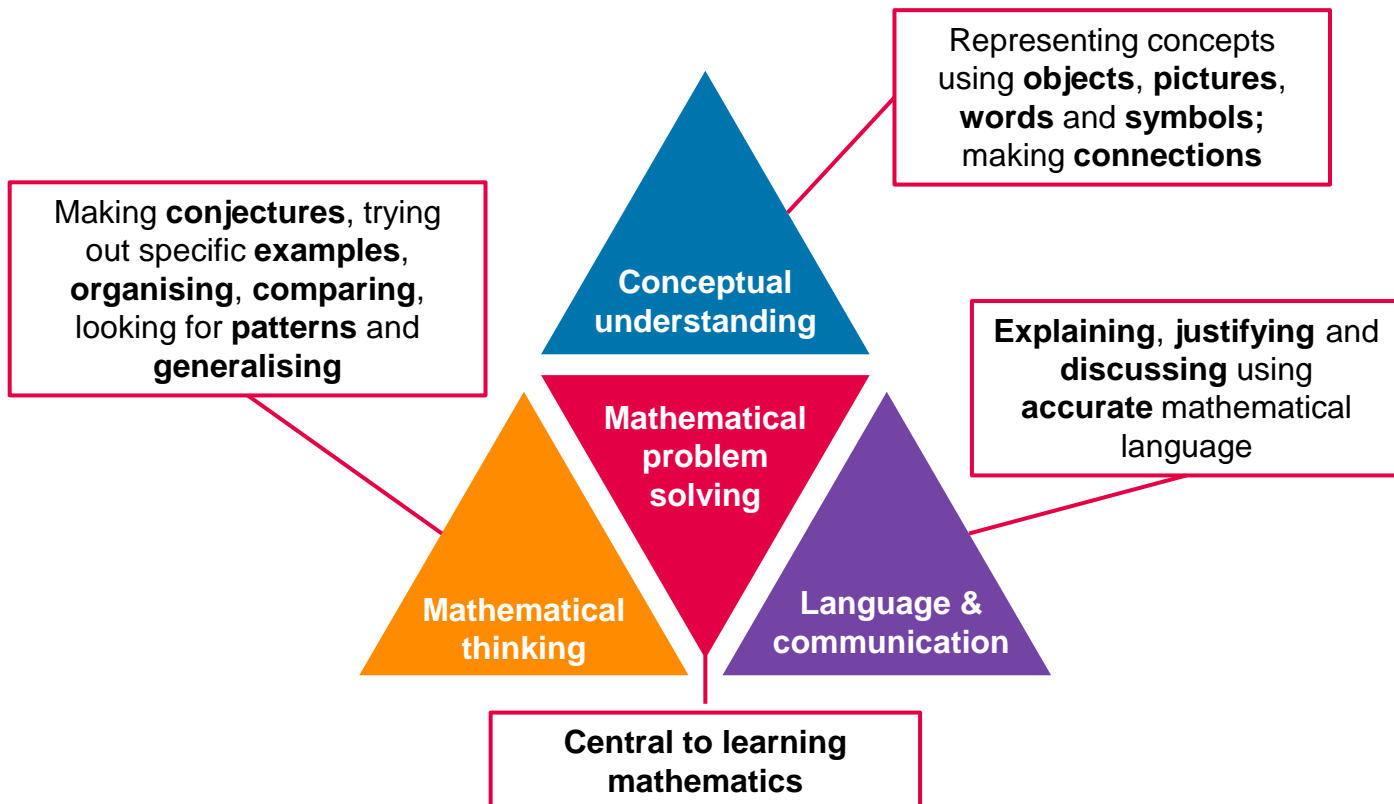 Representing concepts
using objects, pictures,
words and symbols;
making connections
Making conjectures, trying
out specific examples,
organising, comparing,
looking for patterns and
generalising
Conceptual
understanding
Explaining, justifying and
discussing using
accurate mathematical
language
Mathematical
problem
solving
Mathematical
thinking
Language &
communication
Central to learning
mathematics